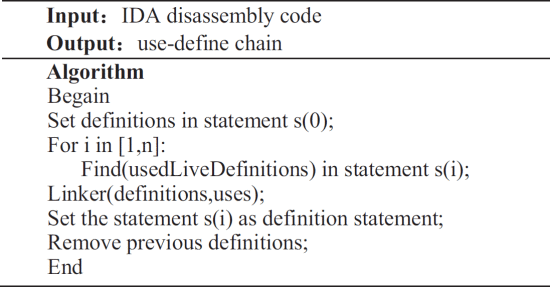 Input：IDA disassembly code
Output：use-define chain
Algorithm
Begain
Set definitions in statement s(0);
For i in [1,n]:
Find(usedLiveDefinitions) in statement s(i);
Linker(definitions,uses);
Set the statement s(i) as definition statement;
Remove previous definitions;
End